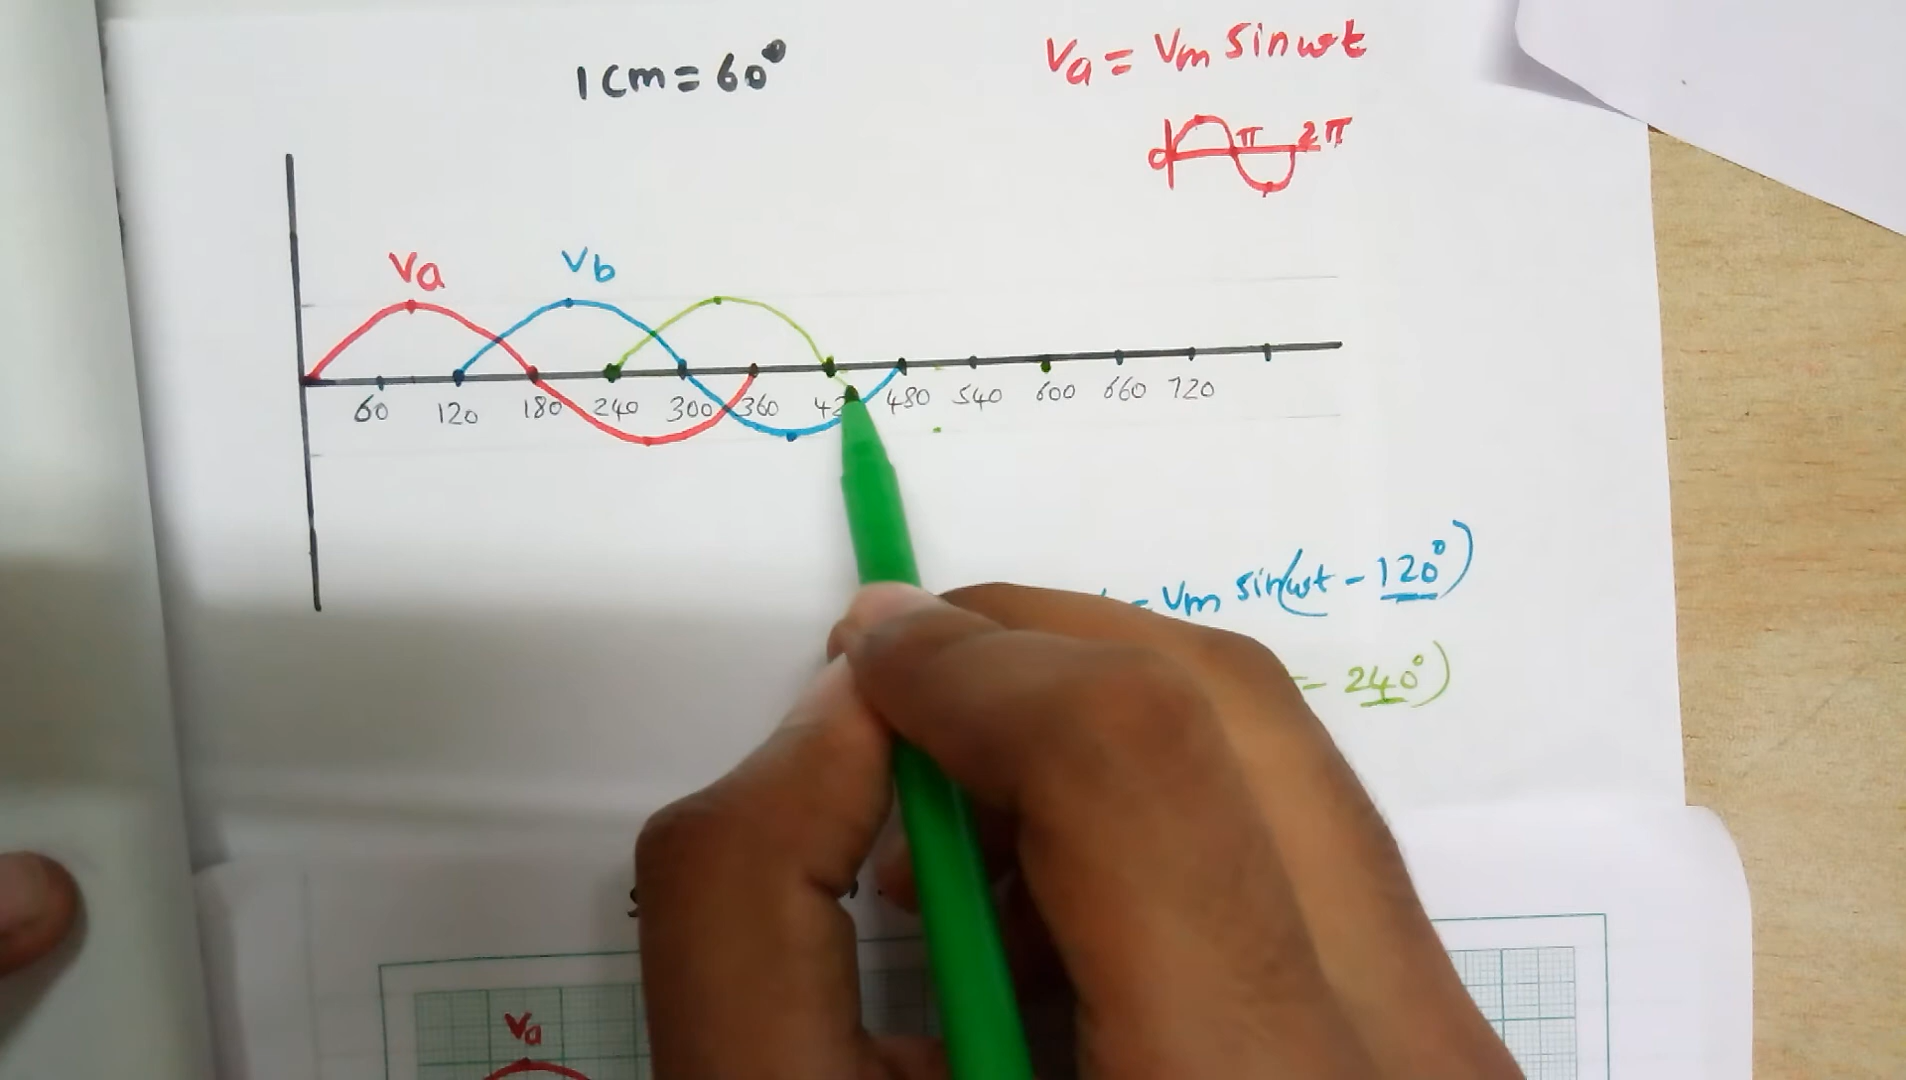 1cm = 60°
Va = Vm sinωt
0 π 2π
Va Vb
60 120 180 240 300 360 480 540 600 660 720
= Vm sin(ωt - 120°)
- 240°)
Va